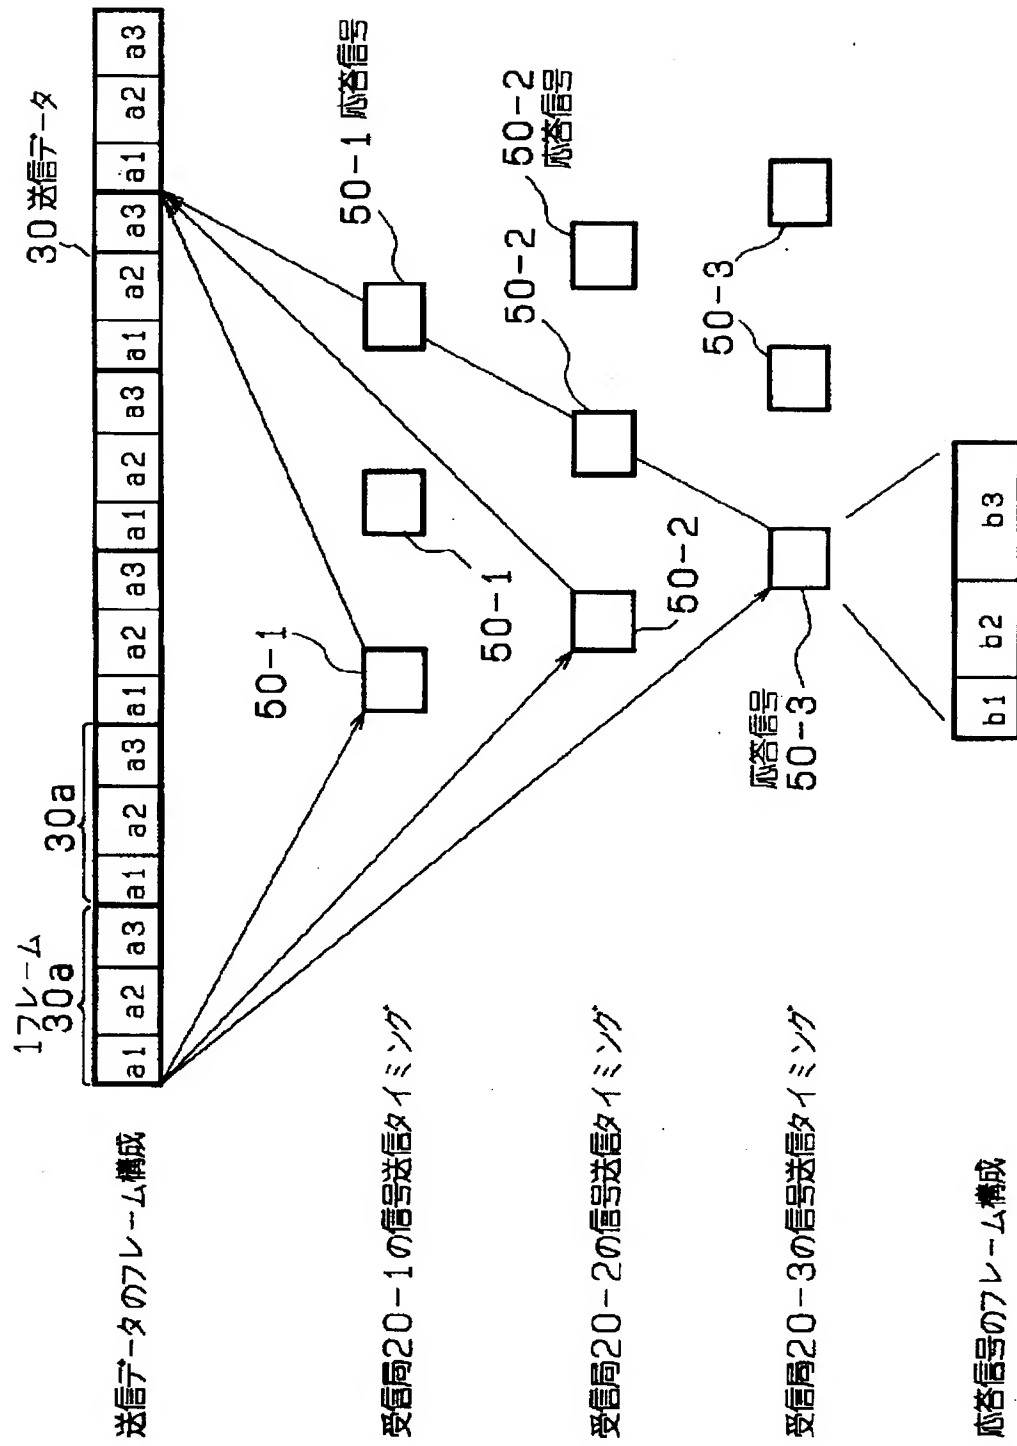 送信データのフレーム構成
1フレーム
30a
30a
30 送信データ
a1 a2 a3 a1 a2 a3 a1 a2 a3 a1 a2 a3 a1 a2 a3 a1 a2 a3
受信局20-1の信号送信タイミング
50-1
50-1
50-1 応答信号
受信局20-2の信号送信タイミング
50-2
50-2
50-2
応答信号
受信局20-3の信号送信タイミング
応答信号
50-3
50-3
応答信号のフレーム構成
b1 b2 b3